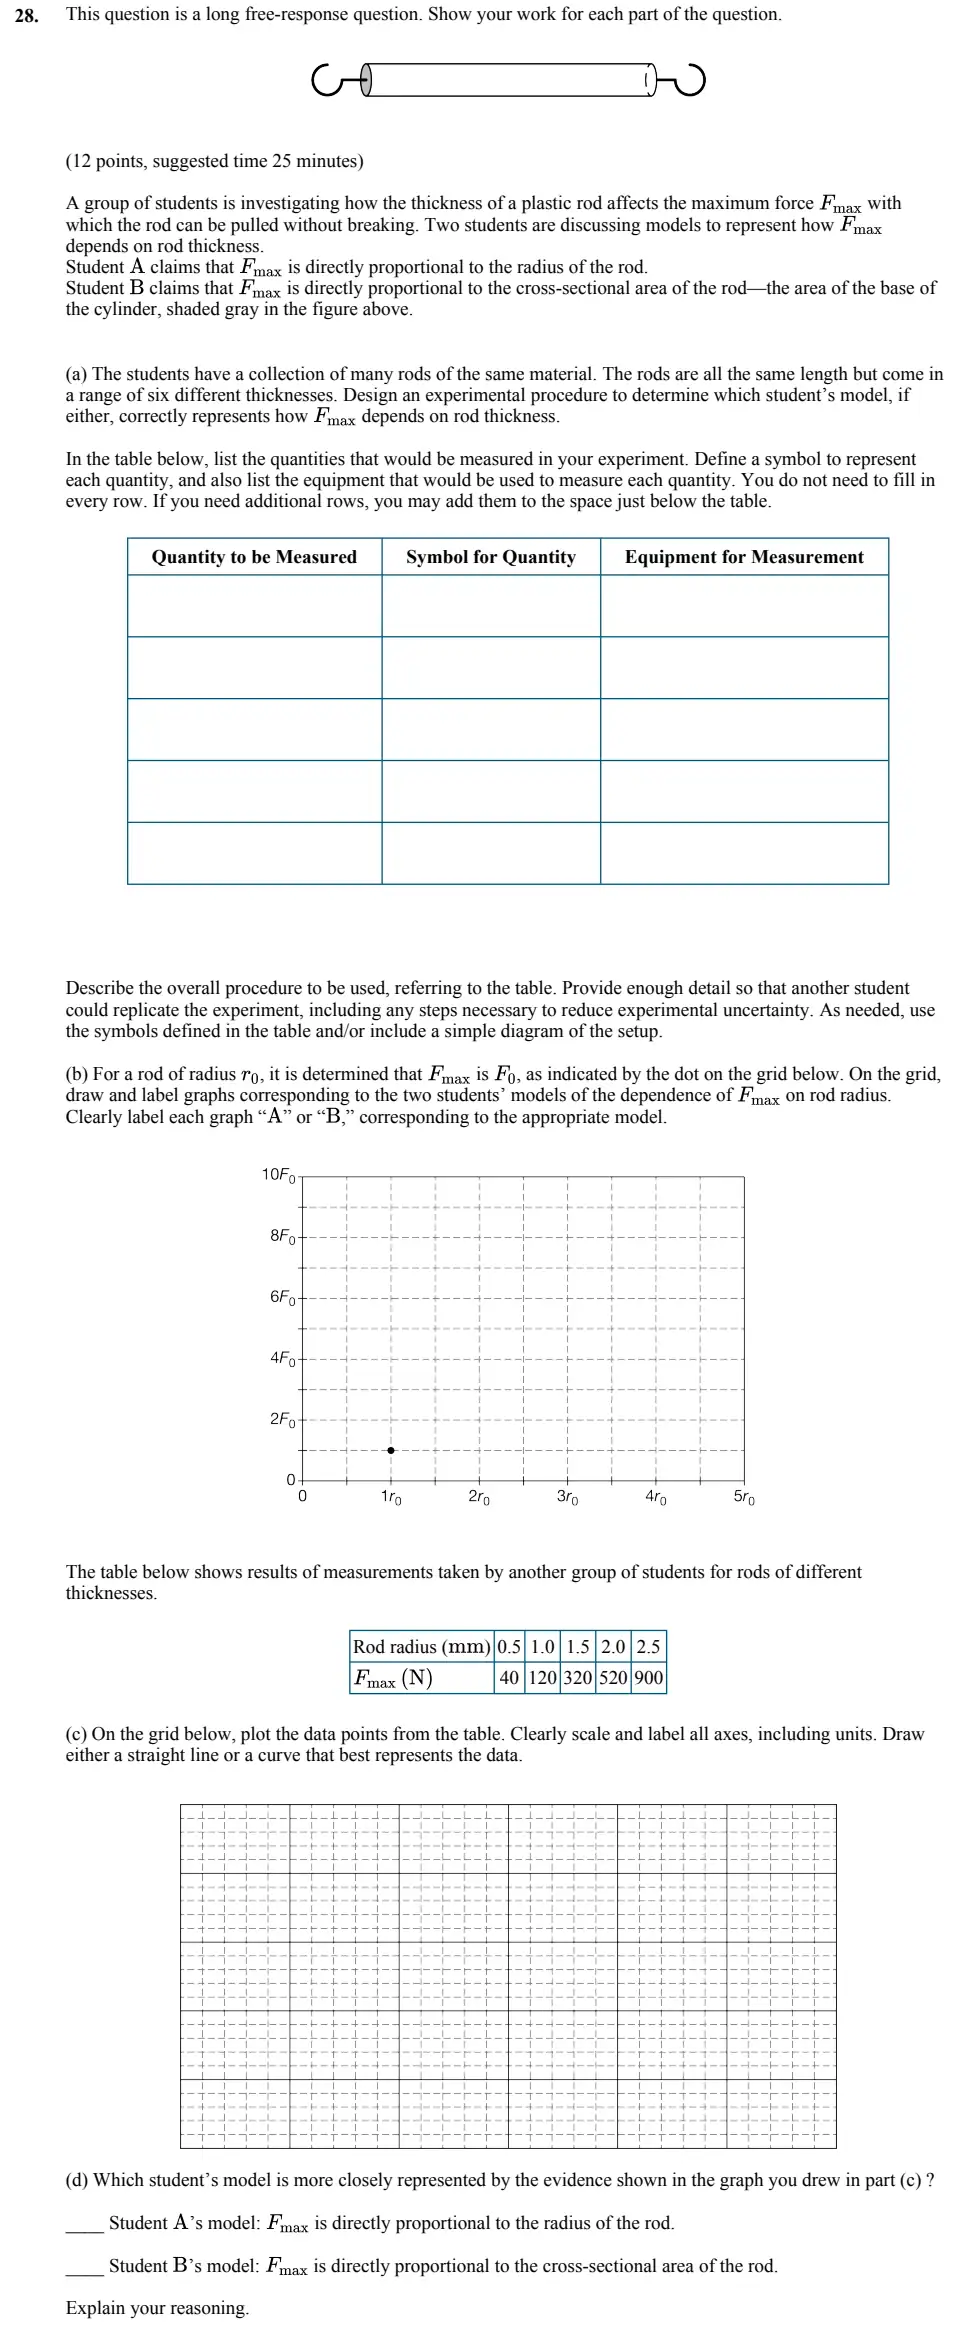 28. This question is a long free-response question. Show your work for each part of the question.
(12 points, suggested time 25 minutes)
A group of students is investigating how the thickness of a plastic rod affects the maximum force Fmax with
which the rod can be pulled without breaking. Two students are discussing models to represent how Fmax
depends on rod thickness.
Student A claims that Fmax is directly proportional to the radius of the rod.
Student B claims that Fmax is directly proportional to the cross-sectional area of the rod—the area of the base of
the cylinder, shaded gray in the figure above.
(a) The students have a collection of many rods of the same material. The rods are all the same length but come in
a range of six different thicknesses. Design an experimental procedure to determine which student’s model, if
either, correctly represents how Fmax depends on rod thickness.
In the table below, list the quantities that would be measured in your experiment. Define a symbol to represent
each quantity, and also list the equipment that would be used to measure each quantity. You do not need to fill in
every row. If you need additional rows, you may add them to the space just below the table.
Quantity to be Measured Symbol for Quantity Equipment for Measurement
Describe the overall procedure to be used, referring to the table. Provide enough detail so that another student
could replicate the experiment, including any steps necessary to reduce experimental uncertainty. As needed, use
the symbols defined in the table and/or include a simple diagram of the setup.
(b) For a rod of radius r0, it is determined that Fmax is F0, as indicated by the dot on the grid below. On the grid,
draw and label graphs corresponding to the two students’ models of the dependence of Fmax on rod radius.
Clearly label each graph “A” or “B,” corresponding to the appropriate model.
10F0
8F0
6F0
4F0
2F0
0
0 1r0 2r0 3r0 4r0 5r0
The table below shows results of measurements taken by another group of students for rods of different
thicknesses.
Rod radius (mm) 0.5 1.0 1.5 2.0 2.5
Fmax (N) 40 120 320 520 900
(c) On the grid below, plot the data points from the table. Clearly scale and label all axes, including units. Draw
either a straight line or a curve that best represents the data.
(d) Which student’s model is more closely represented by the evidence shown in the graph you drew in part (c) ?
____ Student A’s model: Fmax is directly proportional to the radius of the rod.
____ Student B’s model: Fmax is directly proportional to the cross-sectional area of the rod.
Explain your reasoning.